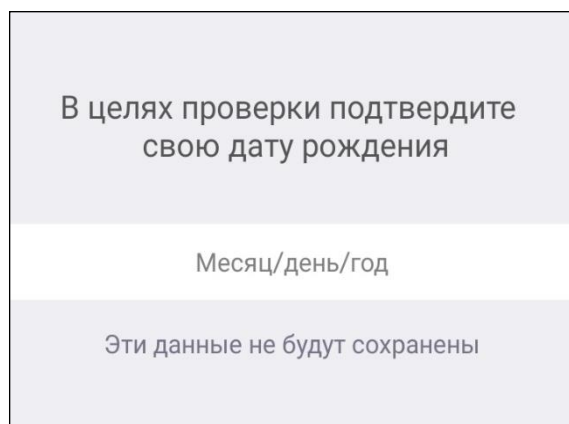 В целях проверки подтвердите
свою дату рождения
Месяц/день/год
Эти данные не будут сохранены